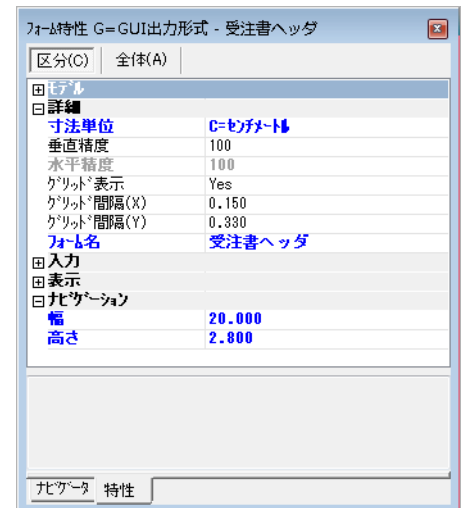 ﾌｫｰﾑ特性 G=GUI出力形式 - 受注書ヘッダ
区分(C) 全体(A)
ﾓﾃﾞﾙ
詳細
寸法単位 C=ｾﾝﾁﾒｰﾄﾙ
垂直精度 100
水平精度 100
ｸﾞﾘｯﾄﾞ表示 Yes
ｸﾞﾘｯﾄﾞ間隔(X) 0.150
ｸﾞﾘｯﾄﾞ間隔(Y) 0.330
ﾌｫｰﾑ名 受注書ヘッダ
入力
表示
ﾅﾋﾞｹﾞｰｼｮﾝ
幅 20.000
高さ 2.800
ﾅﾋﾞｹﾞｰﾀ 特性